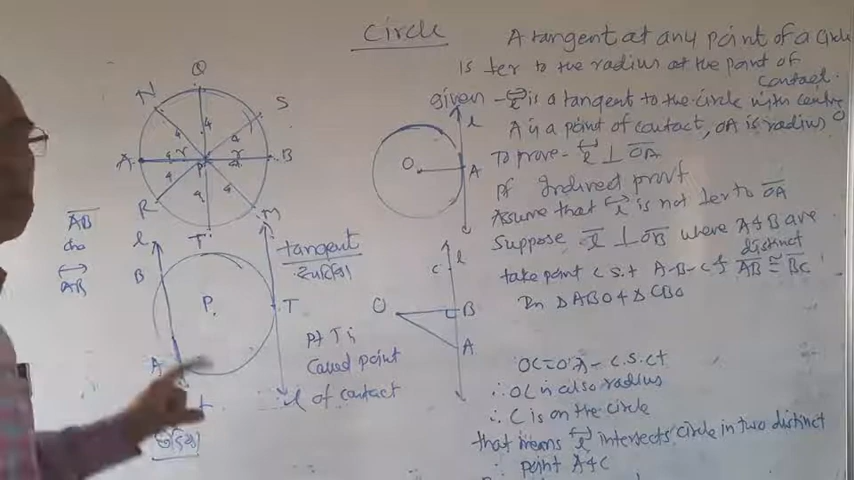 Circle
A tangent at any point of a circle
is ter to the radius at the point of
contact.
given - l is a tangent to the circle with centre O
A is a point of contact, OA is radius
To prove - l ⊥ OA
Pf Indirect proof
Assume that l is not ter to OA
Suppose l ⊥ OB where A & B are
distinct
take point C s.t A-B-C & AB ≅ BC
In ΔABO & ΔCBO
OC = OA - C.S.C.T
∴ OC is also radius
∴ C is on the circle
that means l intersects circle in two distinct
∴ point A & C
Q
N
S
A
r
P
r
B
R
M
T
AB
AB
l
B
P.
T
A
l
tangent
pt T is
called point
of contact
O
A
l
C
l
O
B
A